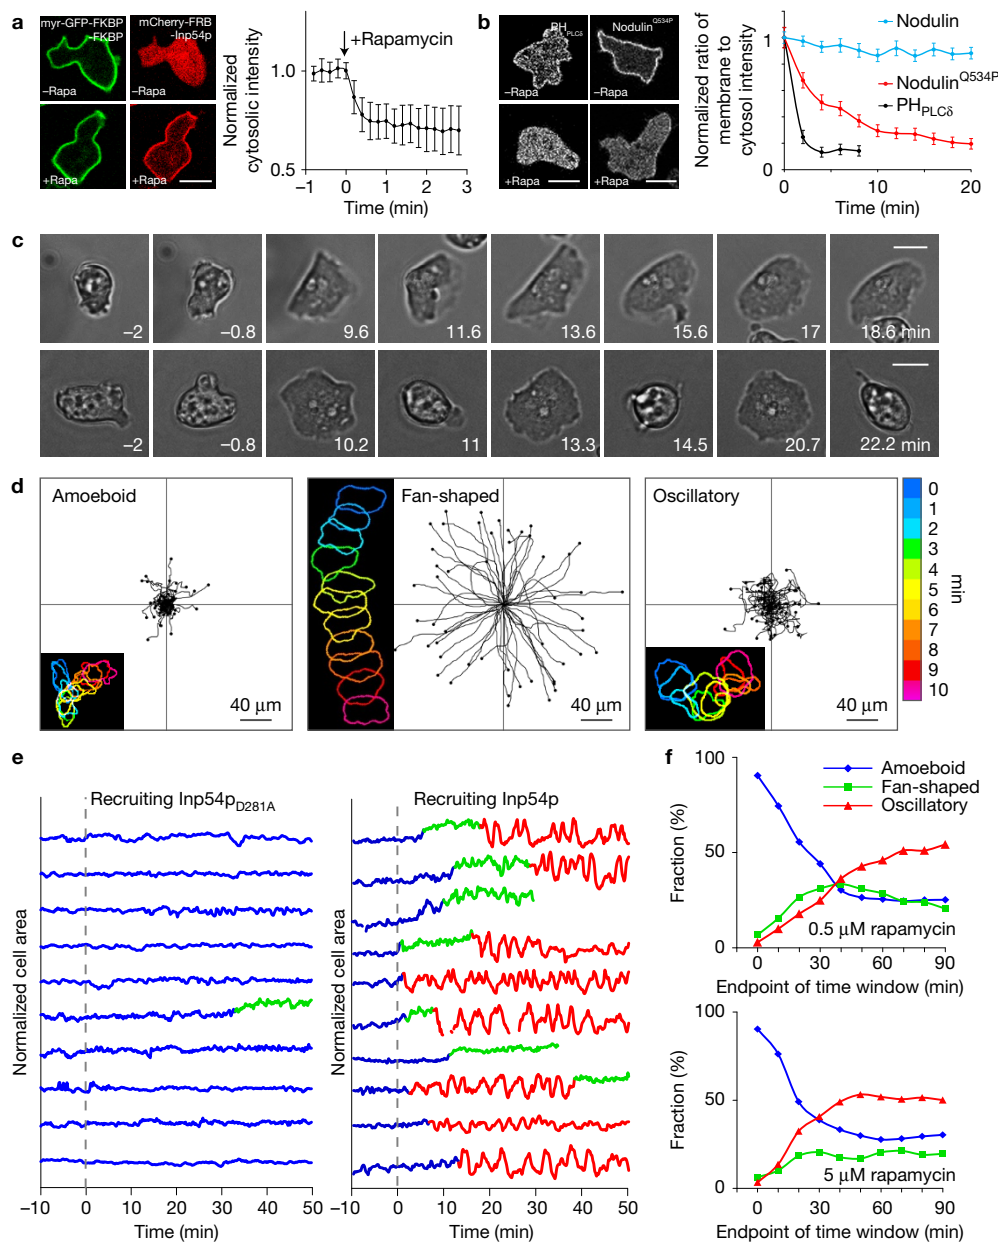 a
myr-GFP-FKBP
-FKBP
mCherry-FRB
-Inp54p
–Rapa
–Rapa
+Rapa
+Rapa
Normalized
cytosolic intensity
+Rapamycin
1.0
0.5
–1 0 1 2 3
Time (min)
b
PHPLCδ
NodulinQ534P
–Rapa
–Rapa
+Rapa
+Rapa
Normalized ratio of
membrane to
cytosol intensity
1
0
Nodulin
NodulinQ534P
PHPLCδ
0 10 20
Time (min)
c
–2
–0.8
9.6
11.6
13.6
15.6
17
18.6 min
–2
–0.8
10.2
11
13.3
14.5
20.7
22.2 min
d
Amoeboid
40 μm
Fan-shaped
40 μm
Oscillatory
40 μm
0
1
2
3
4
5
6
7
8
9
10
min
e
Recruiting Inp54pD281A
Normalized cell area
–10 0 10 20 30 40 50
Time (min)
Recruiting Inp54p
Normalized cell area
–10 0 10 20 30 40 50
Time (min)
f
100
50
0
Fraction (%)
Amoeboid
Fan-shaped
Oscillatory
0.5 μM rapamycin
0 30 60 90
Endpoint of time window (min)
100
50
0
Fraction (%)
5 μM rapamycin
0 30 60 90
Endpoint of time window (min)